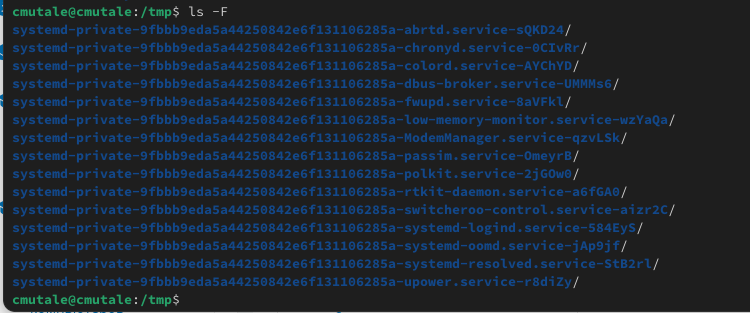 cmutale@cmutale:/tmp$ ls -F
systemd-private-9fbbb9eda5a44250842e6f131106285a-abrtd.service-sQKD24/
systemd-private-9fbbb9eda5a44250842e6f131106285a-chronyd.service-0CIvRr/
systemd-private-9fbbb9eda5a44250842e6f131106285a-colord.service-AYChYD/
systemd-private-9fbbb9eda5a44250842e6f131106285a-dbus-broker.service-UMMMs6/
systemd-private-9fbbb9eda5a44250842e6f131106285a-fwupd.service-8aVFkl/
systemd-private-9fbbb9eda5a44250842e6f131106285a-low-memory-monitor.service-wzYaQa/
systemd-private-9fbbb9eda5a44250842e6f131106285a-ModemManager.service-qzvLSk/
systemd-private-9fbbb9eda5a44250842e6f131106285a-passim.service-OmeyrB/
systemd-private-9fbbb9eda5a44250842e6f131106285a-polkit.service-2jGOw0/
systemd-private-9fbbb9eda5a44250842e6f131106285a-rtkit-daemon.service-a6fGA0/
systemd-private-9fbbb9eda5a44250842e6f131106285a-switcheroo-control.service-aizr2C/
systemd-private-9fbbb9eda5a44250842e6f131106285a-systemd-logind.service-584EyS/
systemd-private-9fbbb9eda5a44250842e6f131106285a-systemd-oomd.service-jAp9jf/
systemd-private-9fbbb9eda5a44250842e6f131106285a-systemd-resolved.service-StB2rl/
systemd-private-9fbbb9eda5a44250842e6f131106285a-upower.service-r8diZy/
cmutale@cmutale:/tmp$